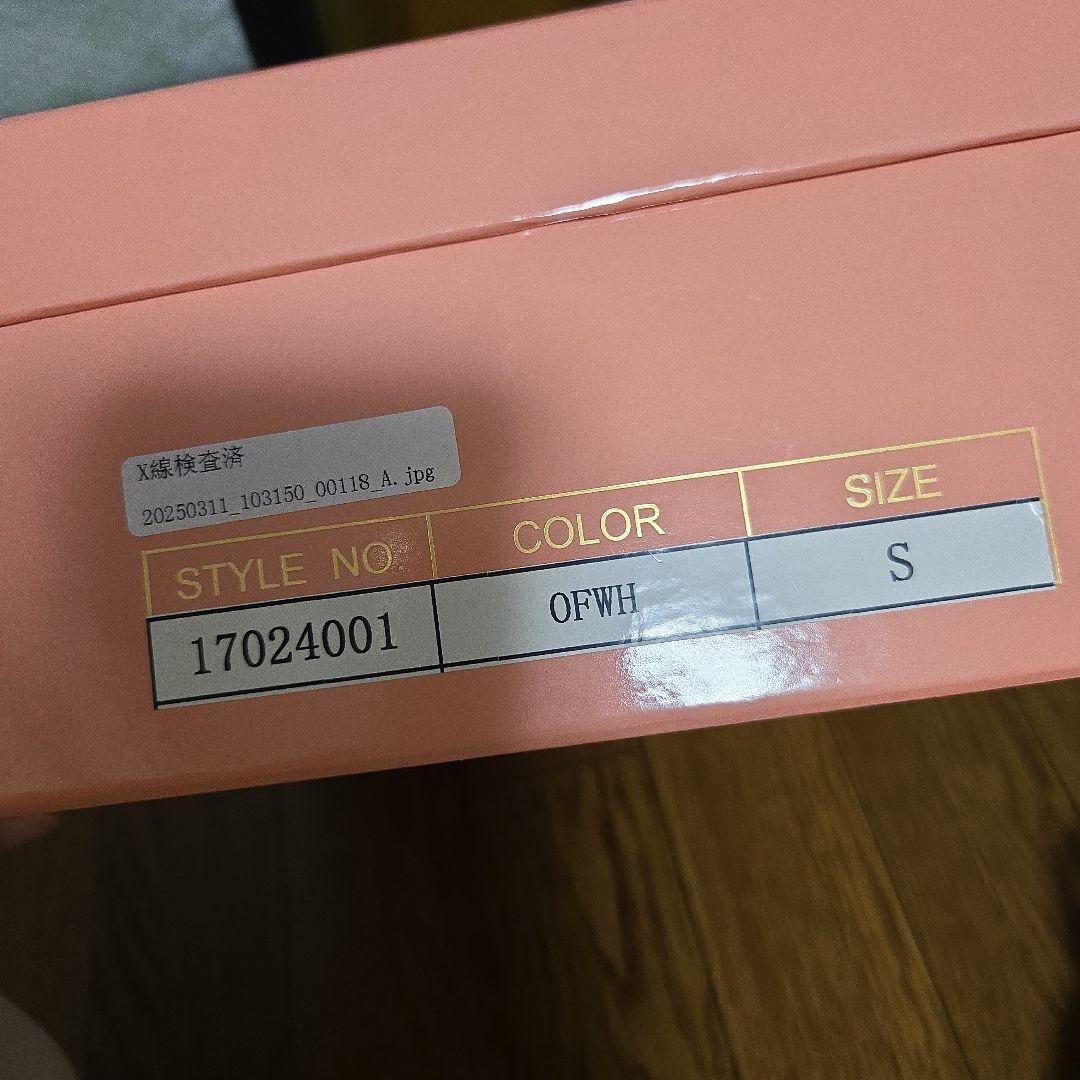 X線検査済
20250311_103150_00118_A.jpg
STYLE NO. COLOR SIZE
17024001 OFWH S